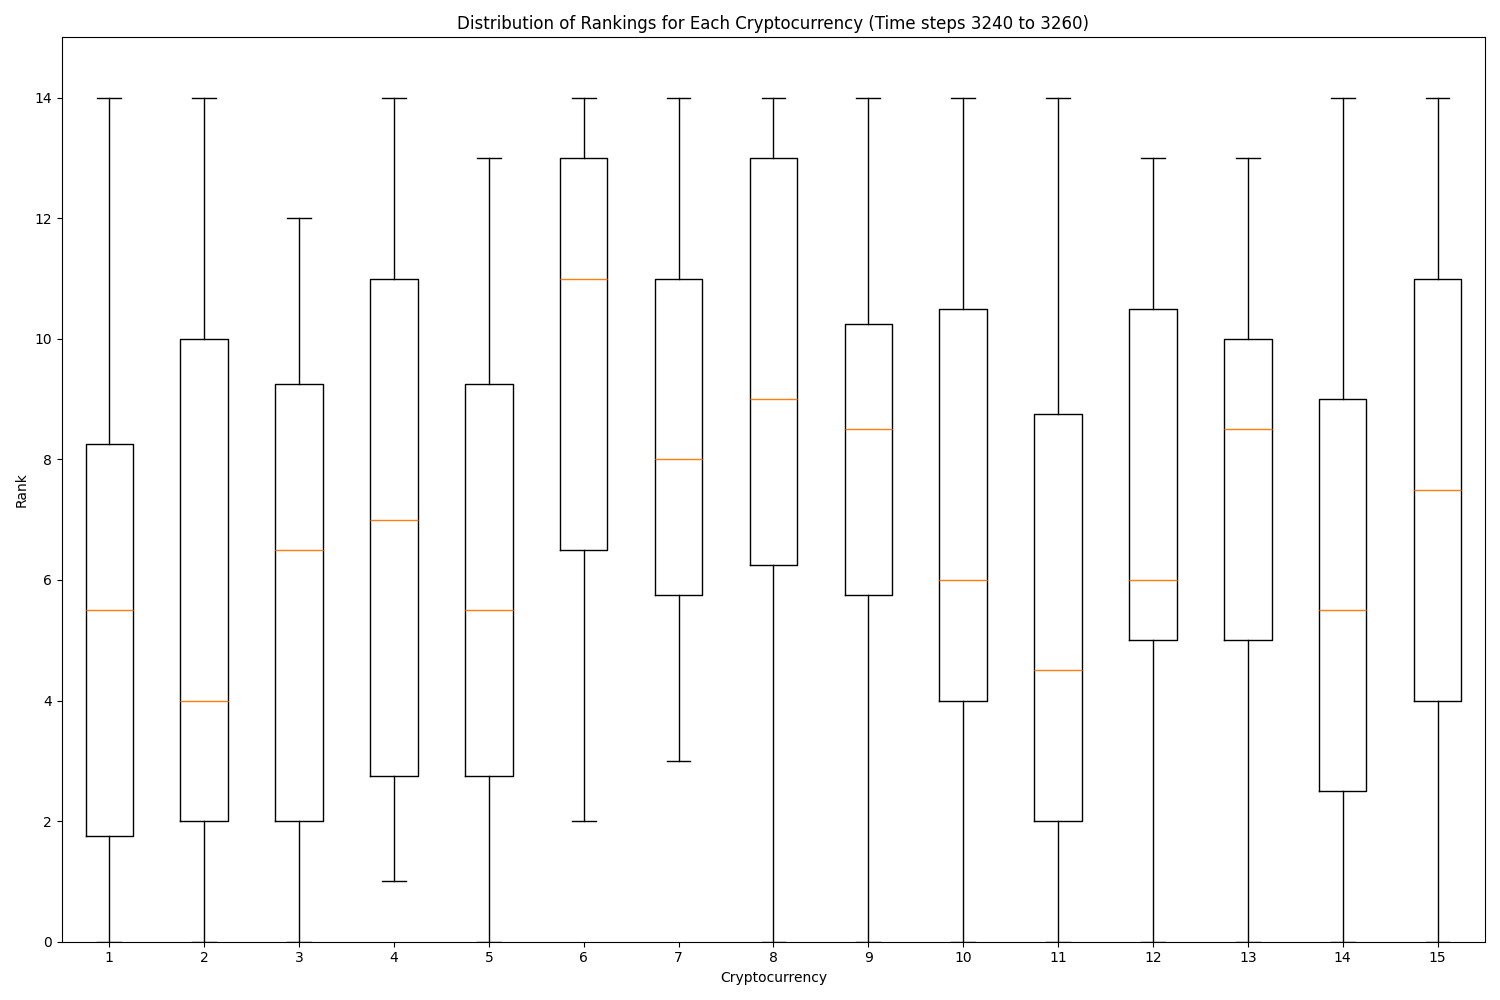 Distribution of Rankings for Each Cryptocurrency (Time steps 3240 to 3260)
14
12
10
8
6
4
2
0
Rank
1 2 3 4 5 6 7 8 9 10 11 12 13 14 15
Cryptocurrency